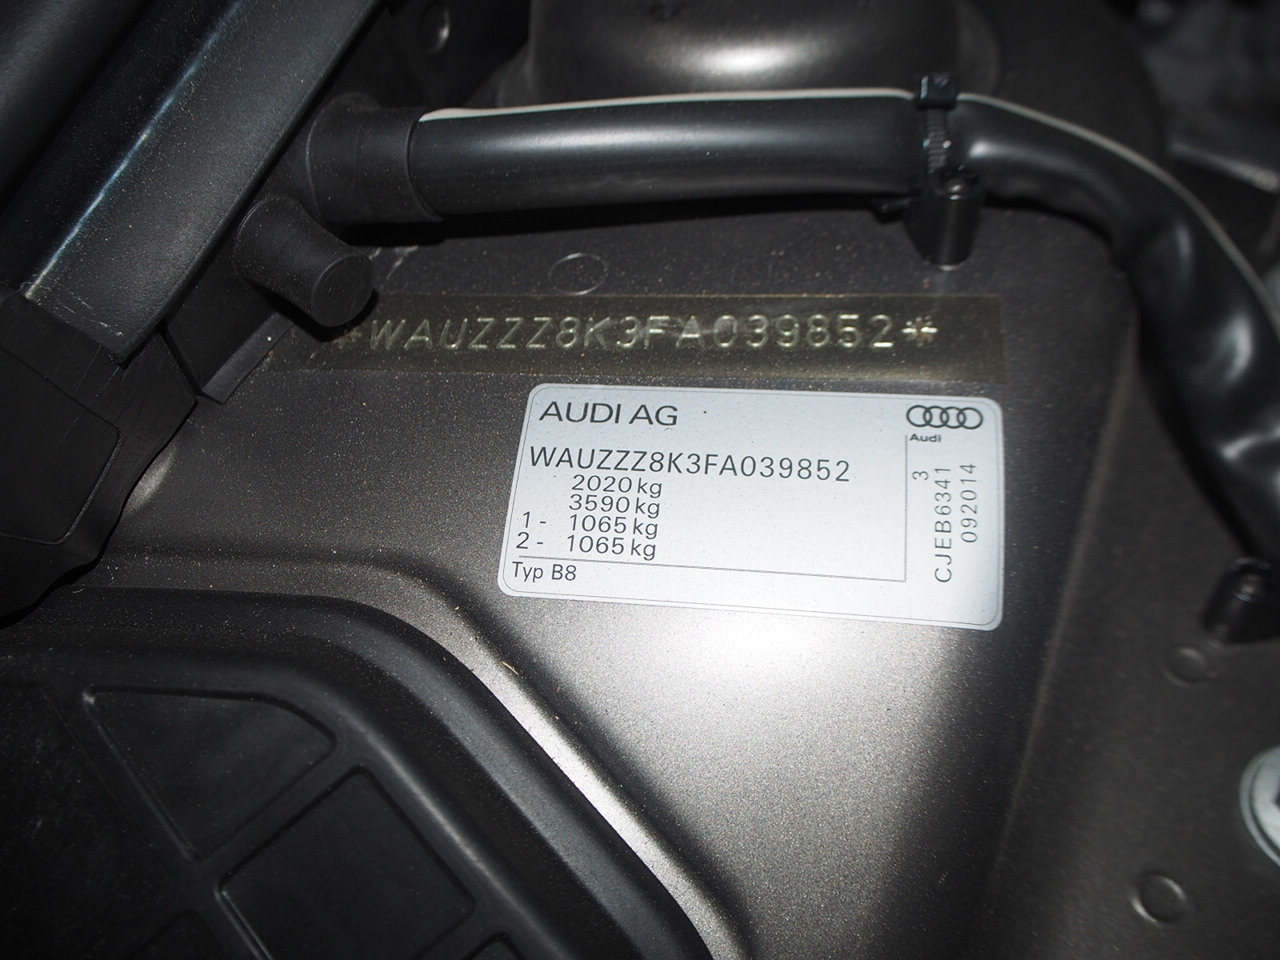 *WAUZZZ8K3FA039852*
AUDI AG
Audi
WAUZZZ8K3FA039852
2020 kg
3590 kg
1 - 1065 kg
2 - 1065 kg
Typ B8
3
CJEB6341
092014